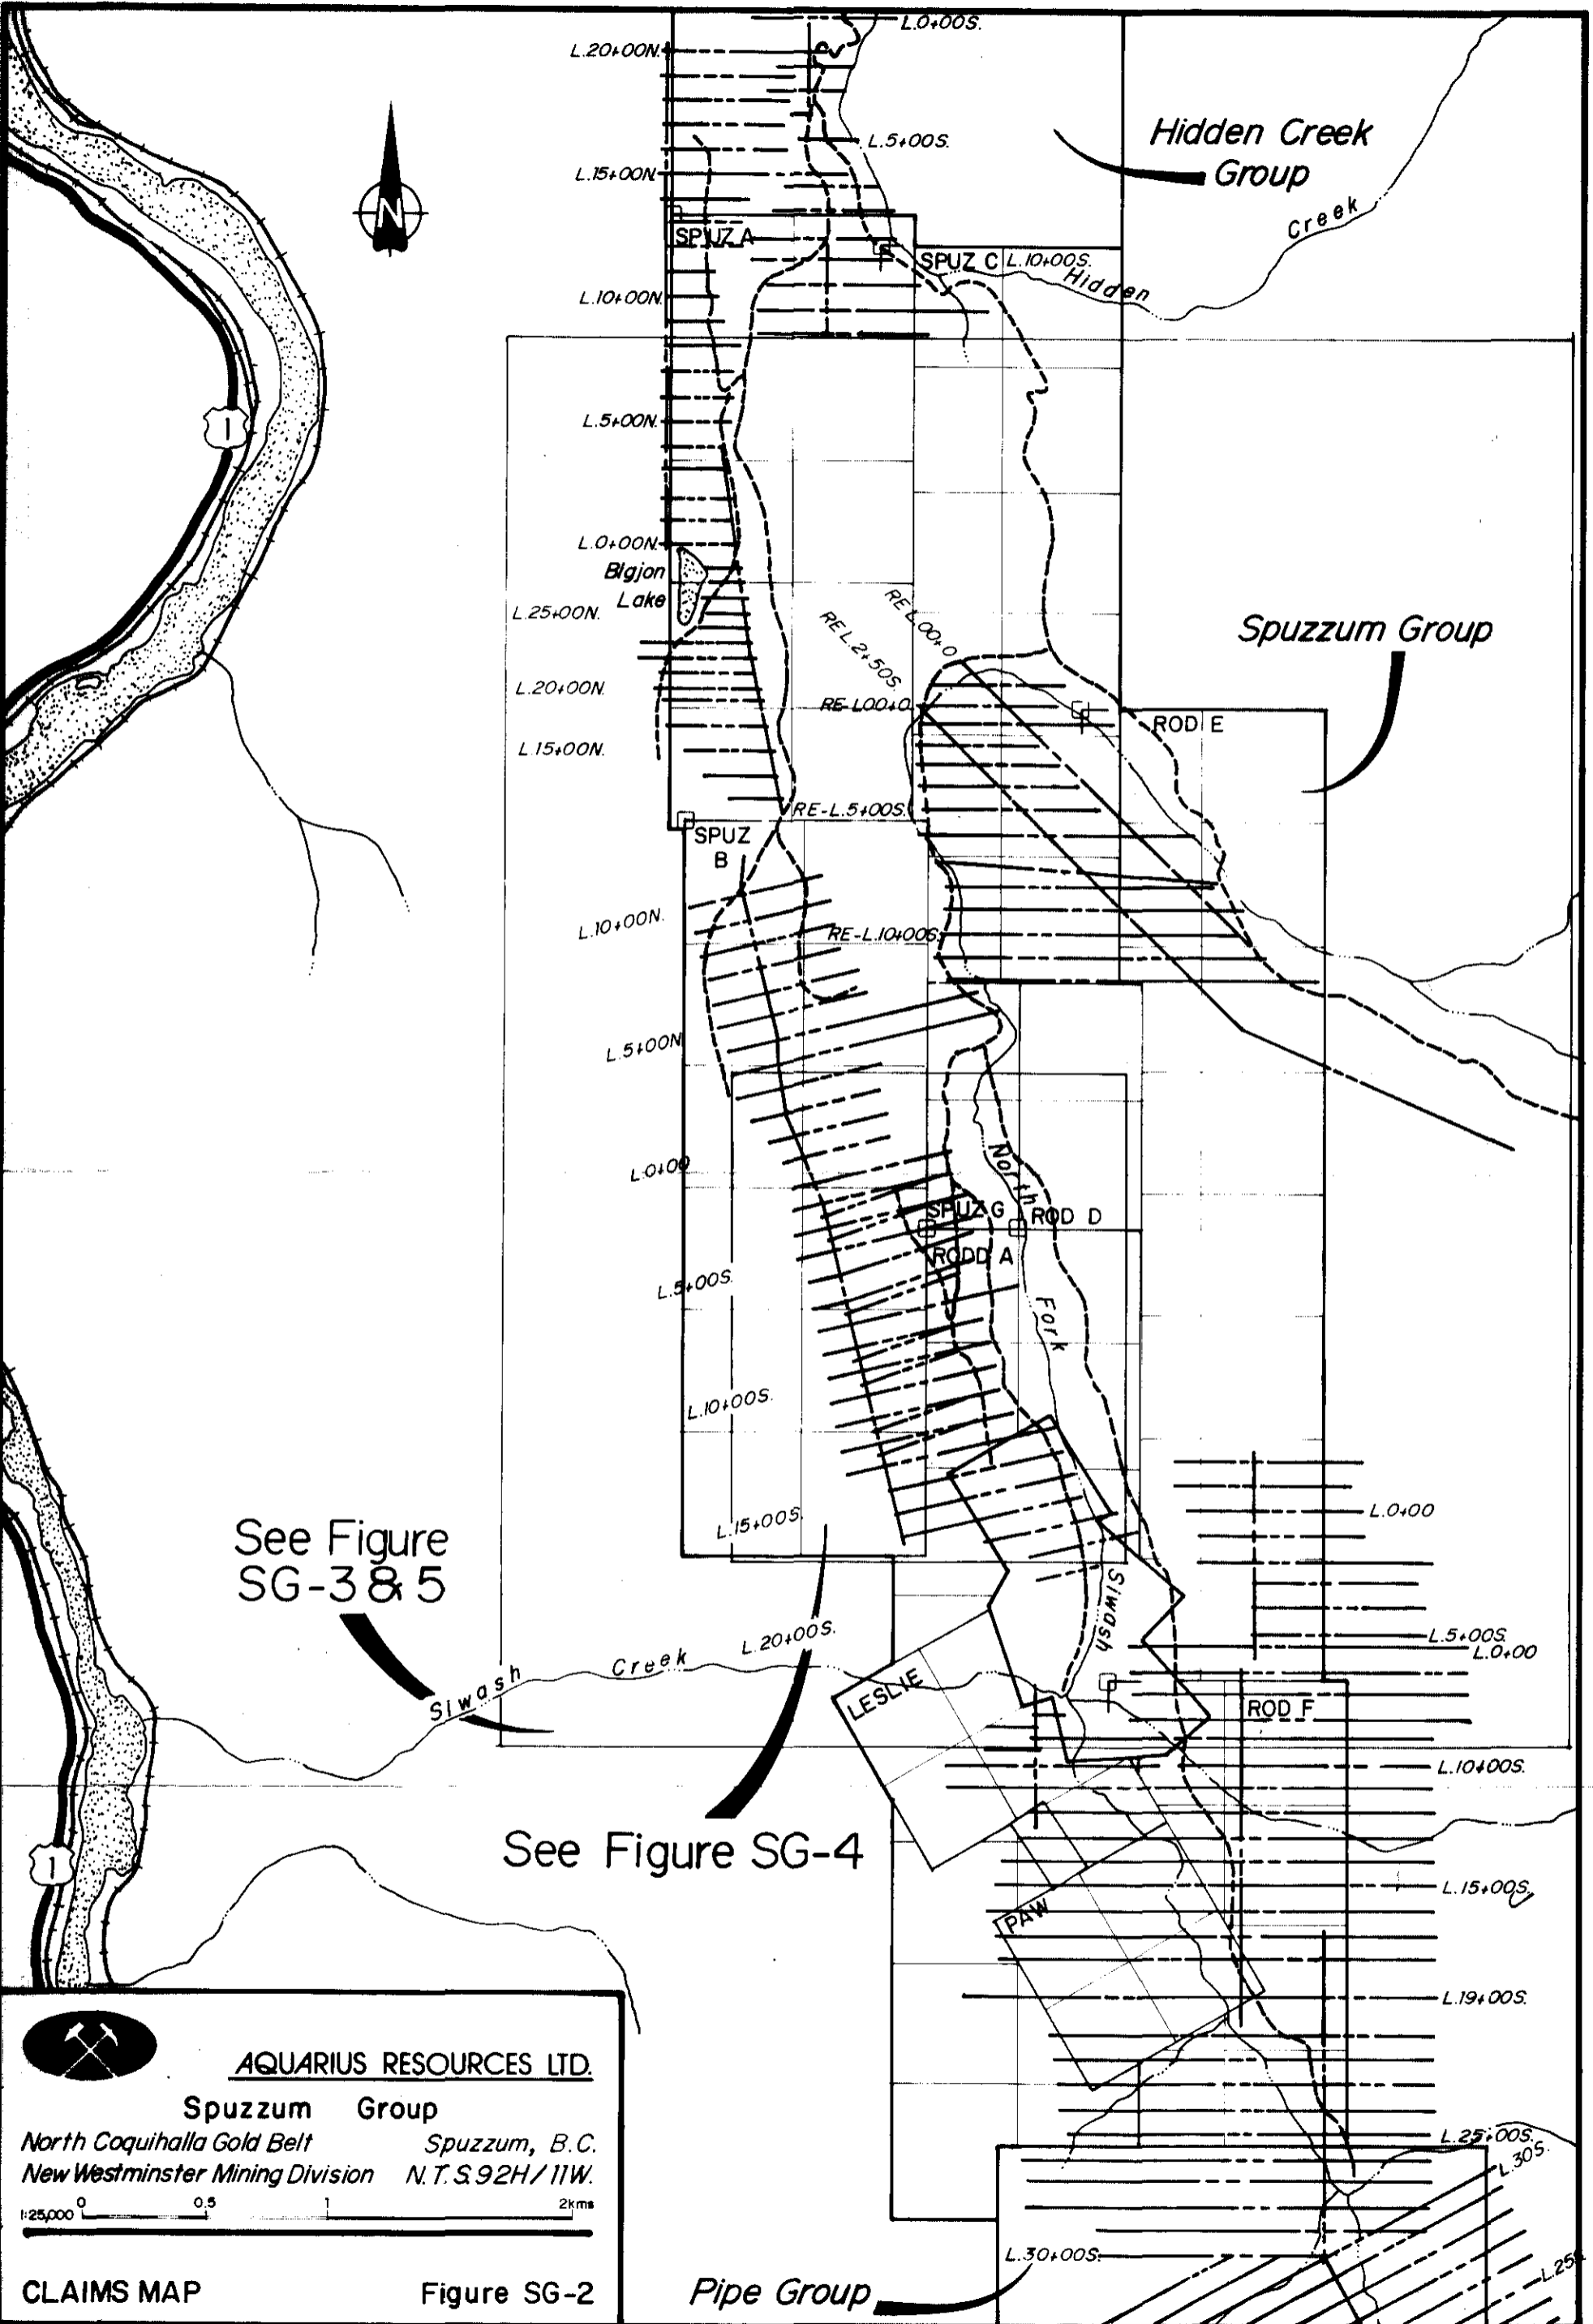 L.0+00S.
L.20+00N.
Hidden Creek
Group
L.5+00S.
L.15+00N.
N
Creek
SPUZ A
SPUZ C
L.10+00S.
Hidden
L.10+00N.
1
L.5+00N.
L.0+00N.
Bigjon
Lake
L.25+00N.
RE L.00+0
RE L.2+50S.
Spuzzum Group
L.20+00N.
RE-L00+0
ROD E
L.15+00N.
RE-L.5+00S.
SPUZ
B
L.10+00N.
RE-L.10+00S.
L.5+00N
North
L.0+00
SPUZ G
ROD D
RODD A
L.5+00S.
Fork
L.10+00S.
L.0+00
L.15+00S.
See Figure
SG-3 & 5
Siwash
L.20+00S.
L.5+00S.
L.0+00
Siwash
Creek
LESLIE
ROD F
L.10+00S.
See Figure SG-4
1
L.15+00S.
PAW
L.19+00S.
AQUARIUS RESOURCES LTD.
Spuzzum Group
North Coquihalla Gold Belt Spuzzum, B.C.
New Westminster Mining Division N.T.S.92H/11W.
1:25,000 0 0.5 1 2kms
L.25+00S.
L.30S.
L.30+00S.
L.25S
CLAIMS MAP Figure SG-2
Pipe Group